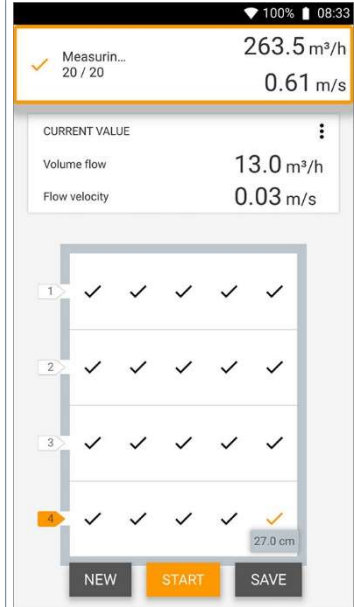 100% 08:33
Measurin... 263.5 m³/h
20 / 20 0.61 m/s
CURRENT VALUE
Volume flow 13.0 m³/h
Flow velocity 0.03 m/s
1
2
3
4
27.0 cm
NEW START SAVE